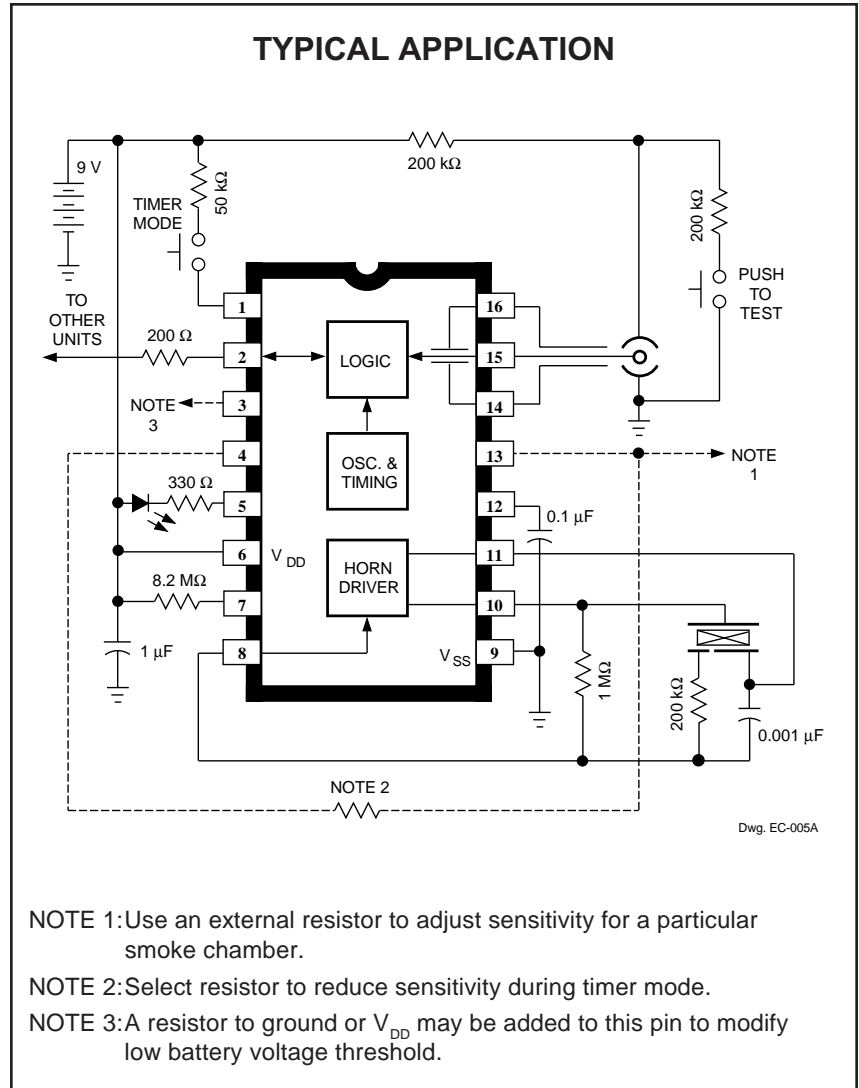 TYPICAL APPLICATION
9 V
TIMER
MODE
50 kΩ
200 kΩ
200 kΩ
PUSH
TO
TEST
TO
OTHER
UNITS
200 Ω
1
2
NOTE
3
3
4
330 Ω
5
6
V DD
8.2 MΩ
7
1 μF
8
LOGIC
OSC. &
TIMING
HORN
DRIVER
16
15
14
13
NOTE
1
12
0.1 μF
11
10
VSS
9
1 MΩ
200 kΩ
0.001 μF
NOTE 2
Dwg. EC-005A
NOTE 1:Use an external resistor to adjust sensitivity for a particular
smoke chamber.
NOTE 2:Select resistor to reduce sensitivity during timer mode.
NOTE 3:A resistor to ground or VDD may be added to this pin to modify
low battery voltage threshold.